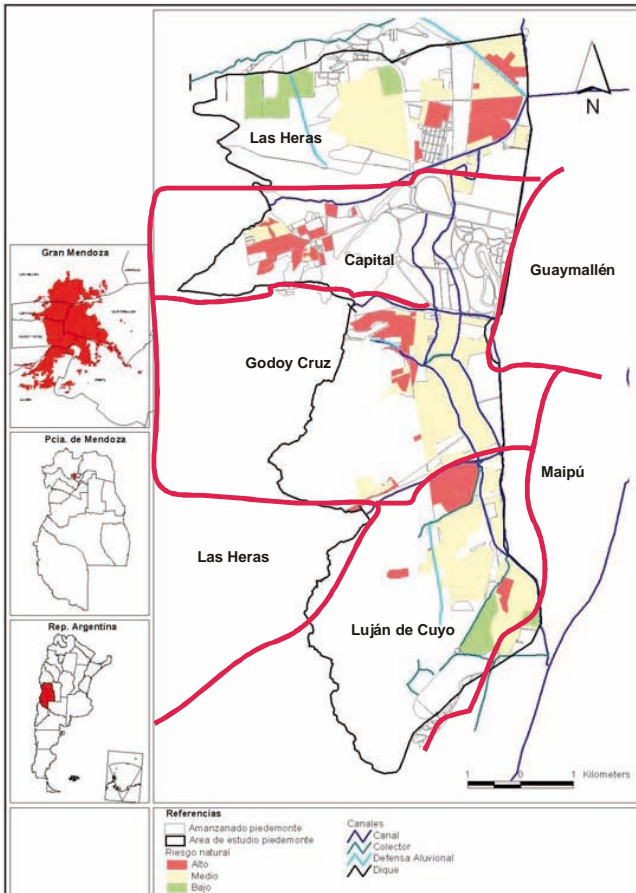 N
Las Heras
Capital
Guaymallén
Godoy Cruz
Maipú
Las Heras
Luján de Cuyo
1 0 1 Kilometers
Gran Mendoza
Pcia. de Mendoza
Rep. Argentina
Referencias
Amanzanado piedemonte
Area de estudio piedemonte
Riesgo natural
Alto
Medio
Bajo
Canales
Canal
Colector
Defensa Aluvional
Dique